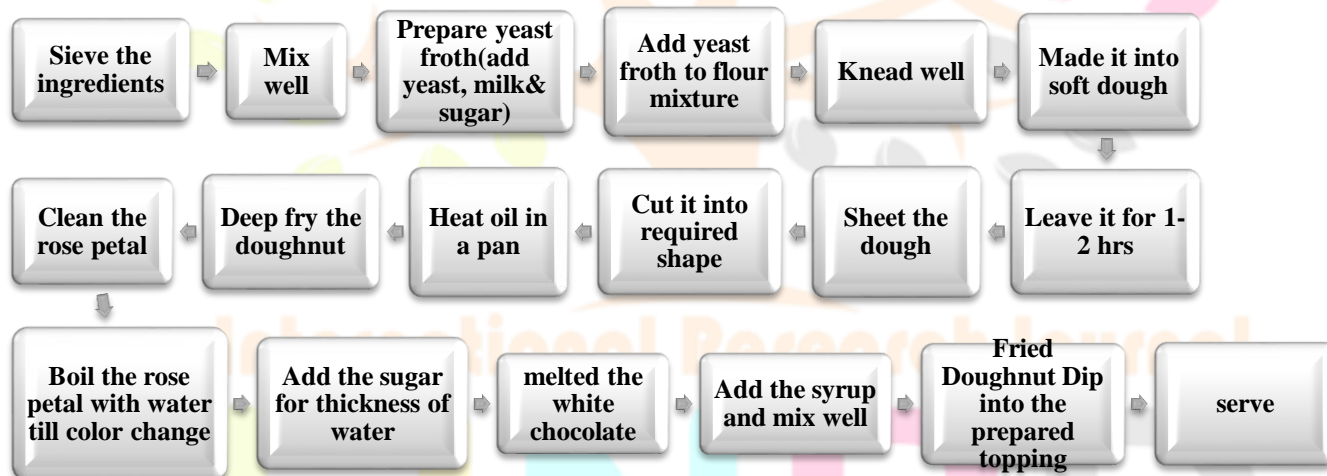 Sieve the
ingredients
Mix
well
Prepare yeast
froth(add
yeast, milk&
sugar)
Add yeast
froth to flour
mixture
Knead well
Made it into
soft dough
Leave it for 1-
2 hrs
Sheet the
dough
Cut it into
required
shape
Heat oil in
a pan
Deep fry the
doughnut
Clean the
rose petal
International Research Journal
Boil the rose
petal with water
till color change
Add the sugar
for thickness of
water
melted the
white
chocolate
Add the syrup
and mix well
Fried
Doughnut Dip
into the
prepared
topping
serve